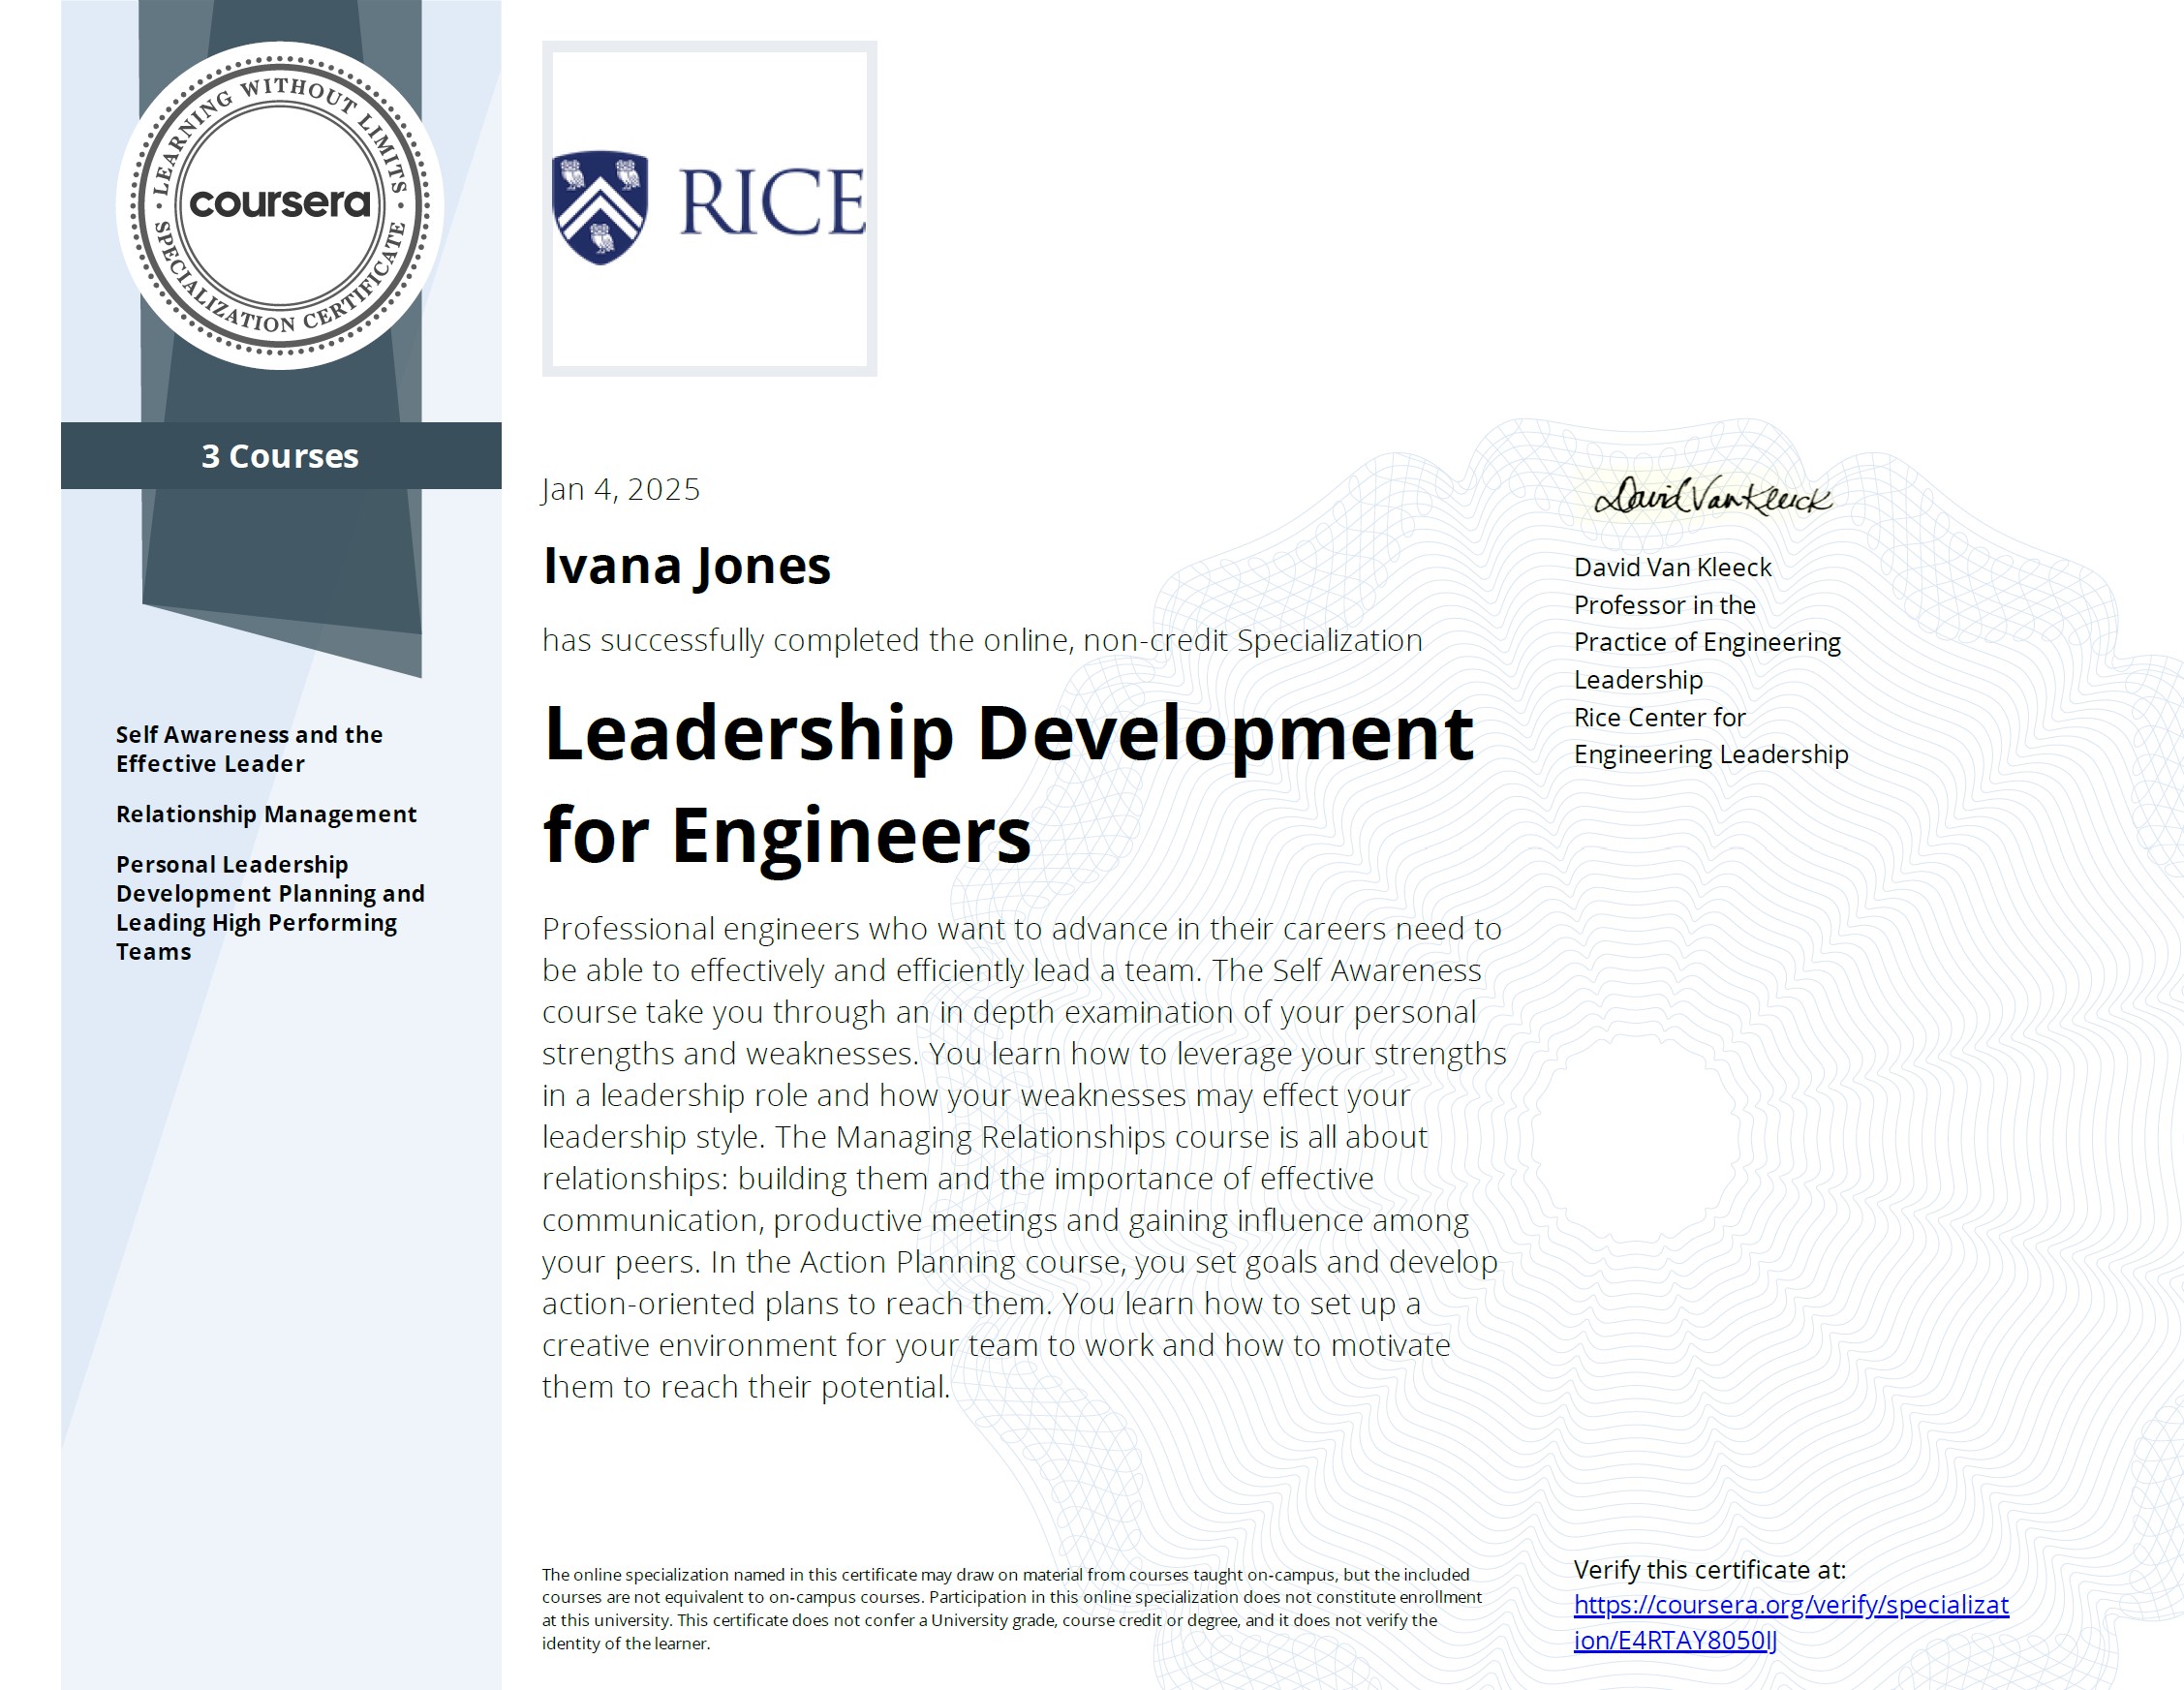 LEARNING WITHOUT LIMITS
coursera
SPECIALIZATION CERTIFICATE
3 Courses
Self Awareness and the
Effective Leader
Relationship Management
Personal Leadership
Development Planning and
Leading High Performing
Teams
RICE
Jan 4, 2025
Ivana Jones
has successfully completed the online, non-credit Specialization
Leadership Development
for Engineers
Professional engineers who want to advance in their careers need to
be able to effectively and efficiently lead a team. The Self Awareness
course take you through an in depth examination of your personal
strengths and weaknesses. You learn how to leverage your strengths
in a leadership role and how your weaknesses may effect your
leadership style. The Managing Relationships course is all about
relationships: building them and the importance of effective
communication, productive meetings and gaining influence among
your peers. In the Action Planning course, you set goals and develop
action-oriented plans to reach them. You learn how to set up a
creative environment for your team to work and how to motivate
them to reach their potential.
David Van Kleeck
David Van Kleeck
Professor in the
Practice of Engineering
Leadership
Rice Center for
Engineering Leadership
The online specialization named in this certificate may draw on material from courses taught on-campus, but the included
courses are not equivalent to on-campus courses. Participation in this online specialization does not constitute enrollment
at this university. This certificate does not confer a University grade, course credit or degree, and it does not verify the
identity of the learner.
Verify this certificate at:
https://coursera.org/verify/specializat
ion/E4RTAY8050IJ